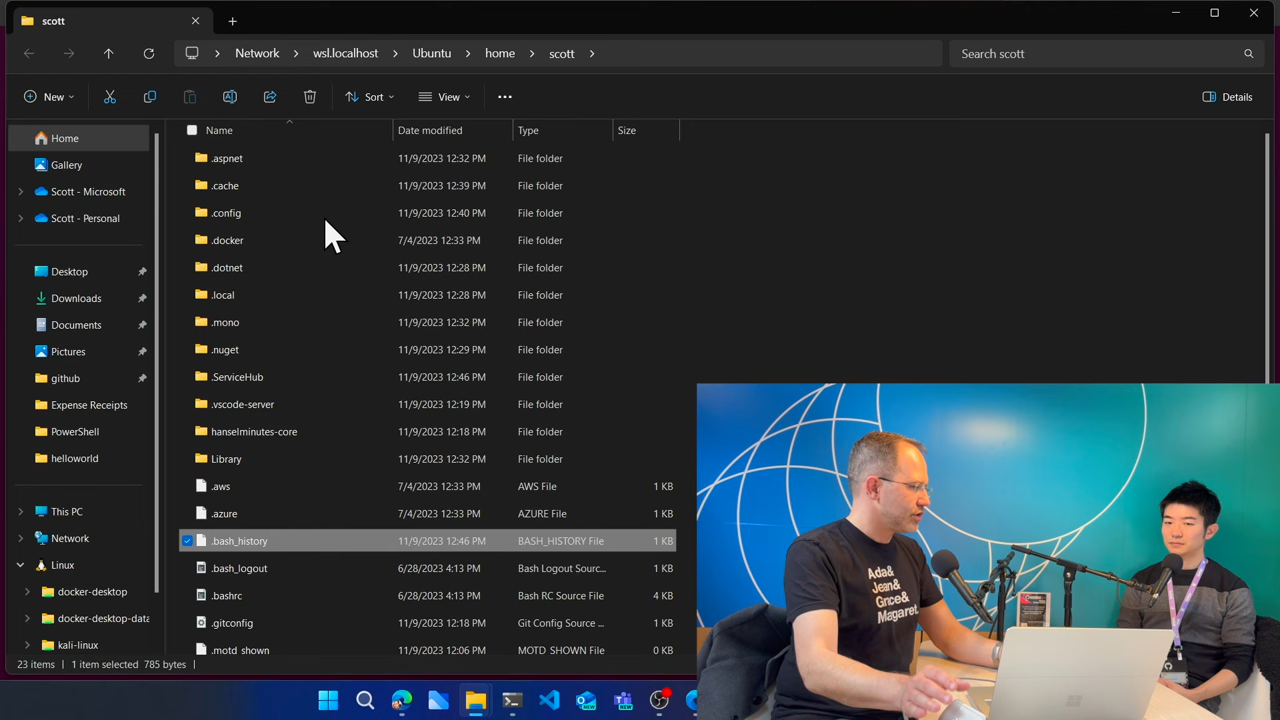 scott
Network
wsl.localhost
Ubuntu
home
scott
Search scott
New
Sort
View
Details
Name
Date modified
Type
Size
Home
Gallery
Scott - Microsoft
Scott - Personal
Desktop
Downloads
Documents
Pictures
github
Expense Receipts
PowerShell
helloworld
This PC
Network
Linux
docker-desktop
docker-desktop-data
kali-linux
.aspnet 11/9/2023 12:32 PM File folder
.cache 11/9/2023 12:39 PM File folder
.config 11/9/2023 12:40 PM File folder
.docker 7/4/2023 12:33 PM File folder
.dotnet 11/9/2023 12:28 PM File folder
.local 11/9/2023 12:28 PM File folder
.mono 11/9/2023 12:32 PM File folder
.nuget 11/9/2023 12:29 PM File folder
.ServiceHub 11/9/2023 12:46 PM File folder
.vscode-server 11/9/2023 12:19 PM File folder
hanselminutes-core 11/9/2023 12:18 PM File folder
Library 11/9/2023 12:32 PM File folder
.aws 7/4/2023 12:33 PM AWS File 1 KB
.azure 7/4/2023 12:33 PM AZURE File 1 KB
.bash_history 11/9/2023 12:46 PM BASH_HISTORY File 1 KB
.bash_logout 6/28/2023 4:13 PM Bash Logout Sourc... 1 KB
.bashrc 6/28/2023 4:13 PM Bash RC Source File 4 KB
.gitconfig 11/9/2023 12:18 PM Git Config Source ... 1 KB
.motd_shown 11/9/2023 12:06 PM MOTD_SHOWN File 0 KB
23 items
1 item selected 785 bytes
Ada&
Jean&
Grace&
Margaret.